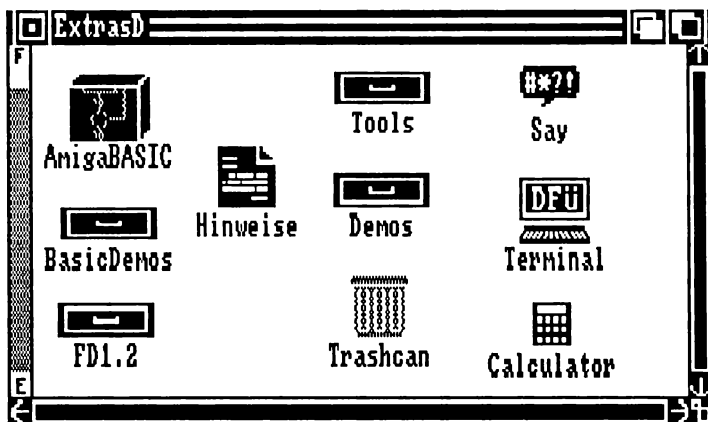 ExtrasD
F
#*?!
Tools
Say
AmigaBASIC
DFü
Hinweise
Demos
BasicDemos
Terminal
FD1.2
Trashcan
Calculator
E